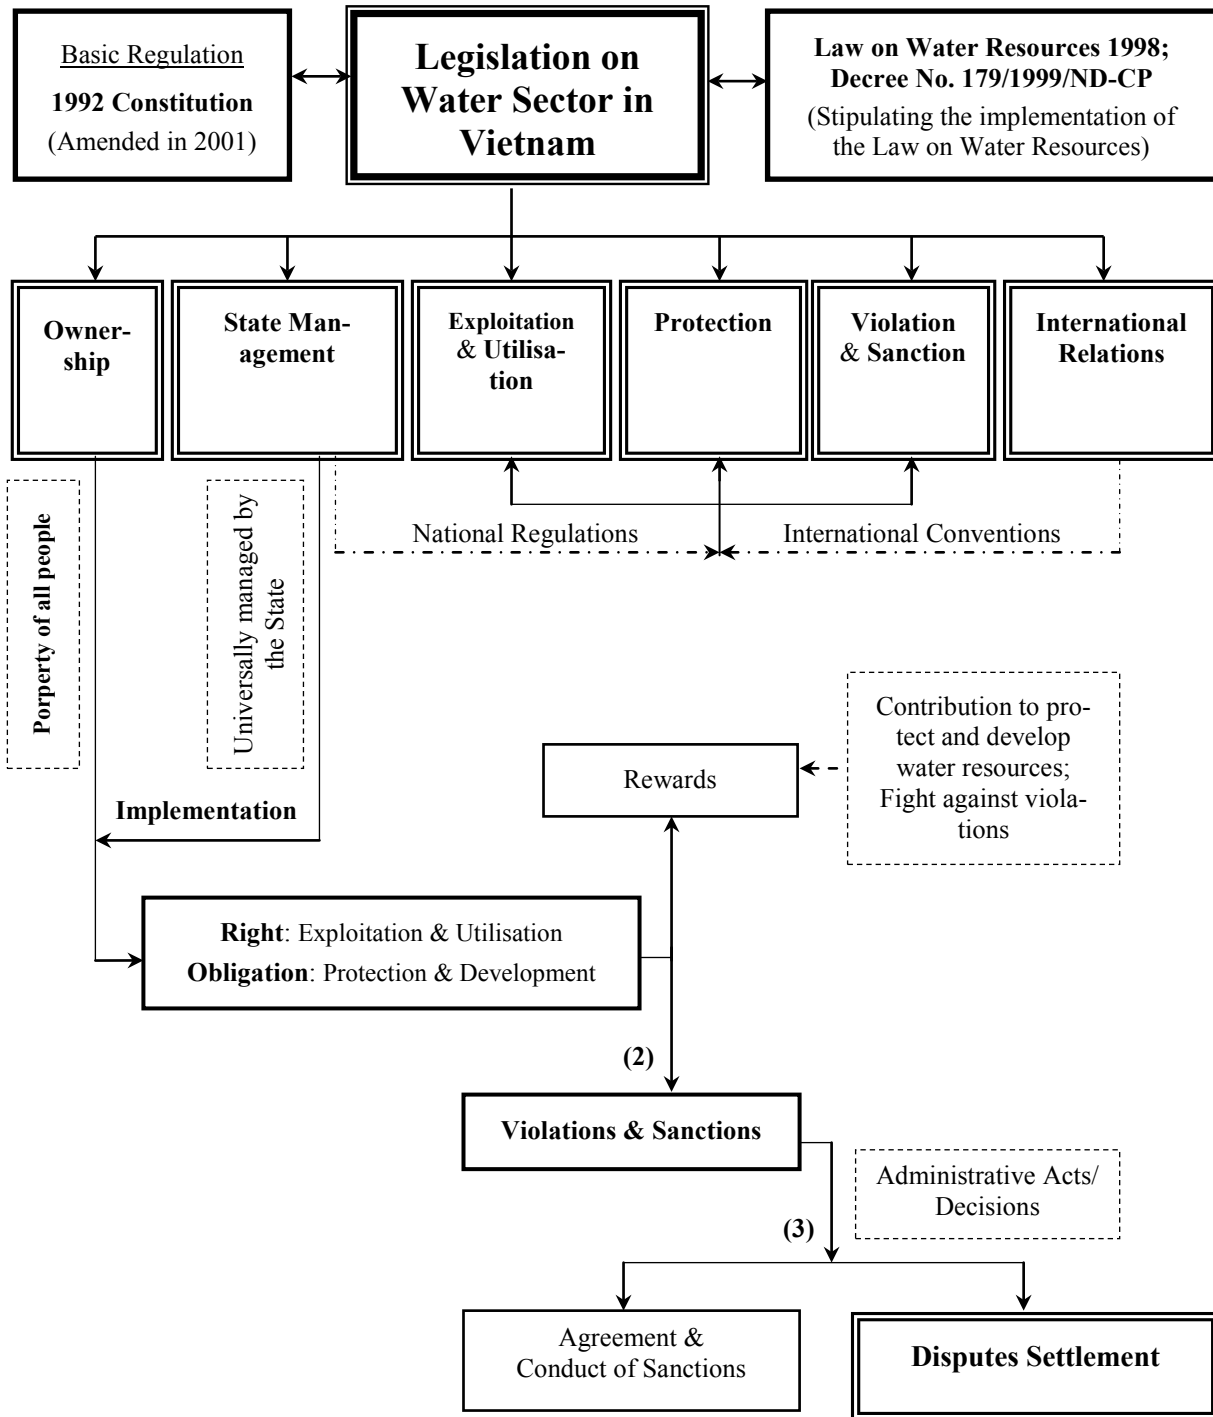 Basic Regulation
1992 Constitution
(Amended in 2001)
Legislation on
Water Sector in
Vietnam
Law on Water Resources 1998;
Decree No. 179/1999/ND-CP
(Stipulating the implementation of
the Law on Water Resources)
Owner-
ship
State Man-
agement
Exploitation
& Utilisa-
tion
Protection
Violation
& Sanction
International
Relations
National Regulations
International Conventions
Porperty of all people
Universally managed by
the State
Implementation
Rewards
Contribution to pro-
tect and develop
water resources;
Fight against viola-
tions
Right: Exploitation & Utilisation
Obligation: Protection & Development
(2)
Violations & Sanctions
Administrative Acts/
Decisions
(3)
Agreement &
Conduct of Sanctions
Disputes Settlement